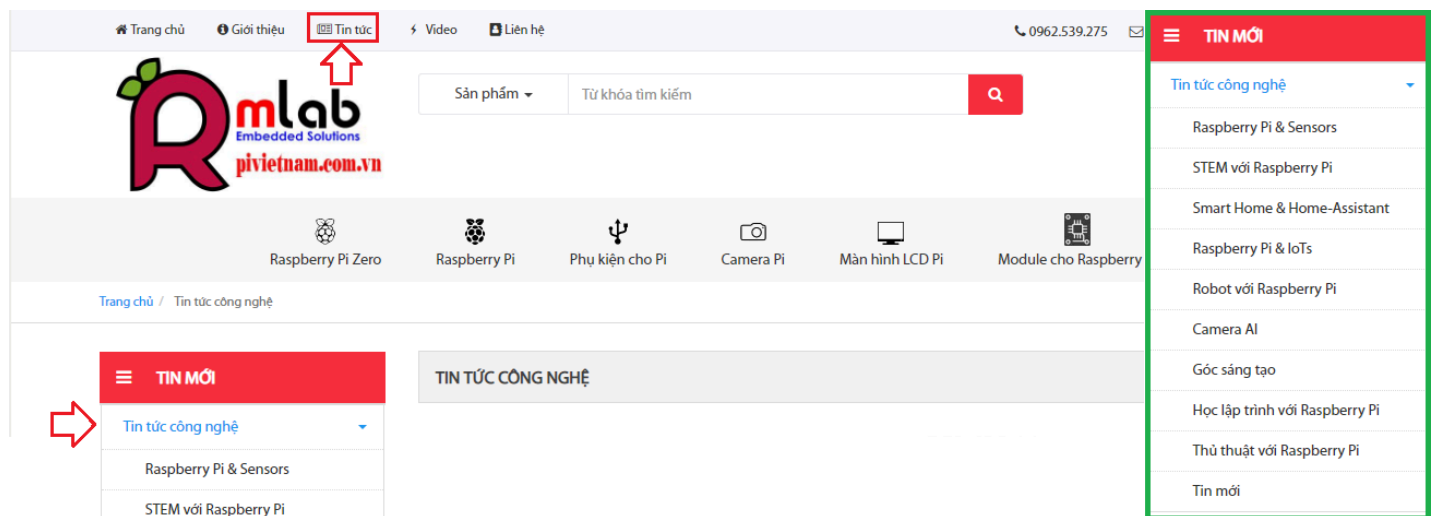 Trang chủ Giới thiệu Tin tức Video Liên hệ 0962.539.275
mlab
Embedded Solutions
pivietnam.com.vn
Sản phẩm Từ khóa tìm kiếm
Raspberry Pi Zero Raspberry Pi Phụ kiện cho Pi Camera Pi Màn hình LCD Pi Module cho Raspberry
Trang chủ / Tin tức công nghệ
TIN MỚI
Tin tức công nghệ
Raspberry Pi & Sensors
STEM với Raspberry Pi
TIN TỨC CÔNG NGHỆ
TIN MỚI
Tin tức công nghệ
Raspberry Pi & Sensors
STEM với Raspberry Pi
Smart Home & Home-Assistant
Raspberry Pi & IoTs
Robot với Raspberry Pi
Camera AI
Góc sáng tạo
Học lập trình với Raspberry Pi
Thủ thuật với Raspberry Pi
Tin mới